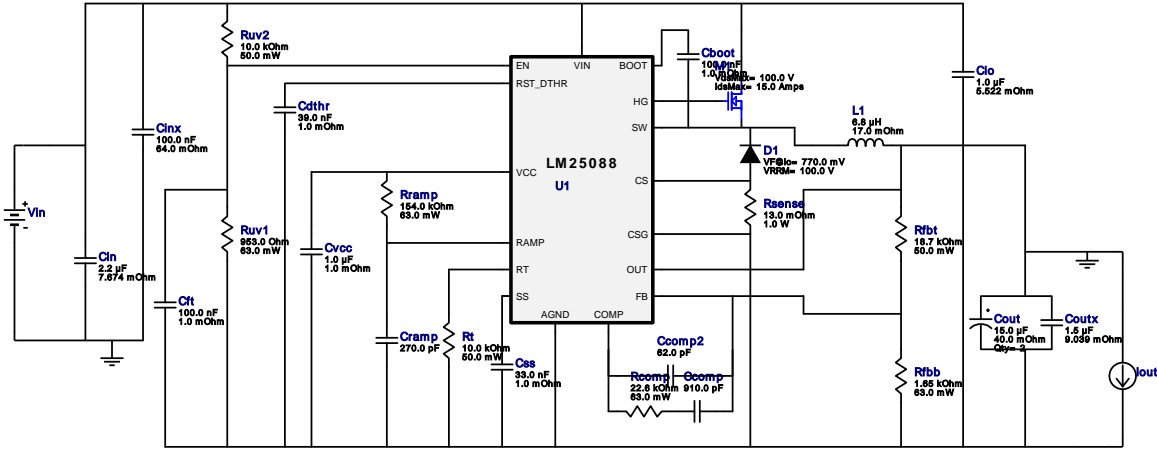 Ruv2
10.0 kOhm
50.0 mW
Cinx
100.0 nF
64.0 mOhm
Cdthr
39.0 nF
1.0 mOhm
EN
VIN
BOOT
RST_DTHR
HG
SW
LM25088
U1
VCC
CS
RAMP
CSG
RT
OUT
SS
FB
AGND
COMP
Cboot
100.0 nF
1.0 mOhm
M1
VdsMax= 100.0 V
IdsMax= 15.0 Amps
Cio
1.0 µF
5.522 mOhm
L1
6.8 µH
17.0 mOhm
D1
VF@Io= 770.0 mV
VRRM= 100.0 V
Rsense
13.0 mOhm
1.0 W
Rramp
154.0 kOhm
63.0 mW
Vin
+
-
Ruv1
953.0 Ohm
63.0 mW
Cvcc
1.0 µF
1.0 mOhm
Rfbt
18.7 kOhm
50.0 mW
Cin
2.2 µF
7.674 mOhm
Cft
100.0 nF
1.0 mOhm
Cramp
270.0 pF
Rt
10.0 kOhm
50.0 mW
Css
33.0 nF
1.0 mOhm
Ccomp2
62.0 pF
Rcomp
22.6 kOhm
63.0 mW
Ccomp
910.0 pF
Rfbb
1.65 kOhm
63.0 mW
Cout
15.0 µF
40.0 mOhm
Qty= 2
Coutx
1.5 µF
9.039 mOhm
Iout